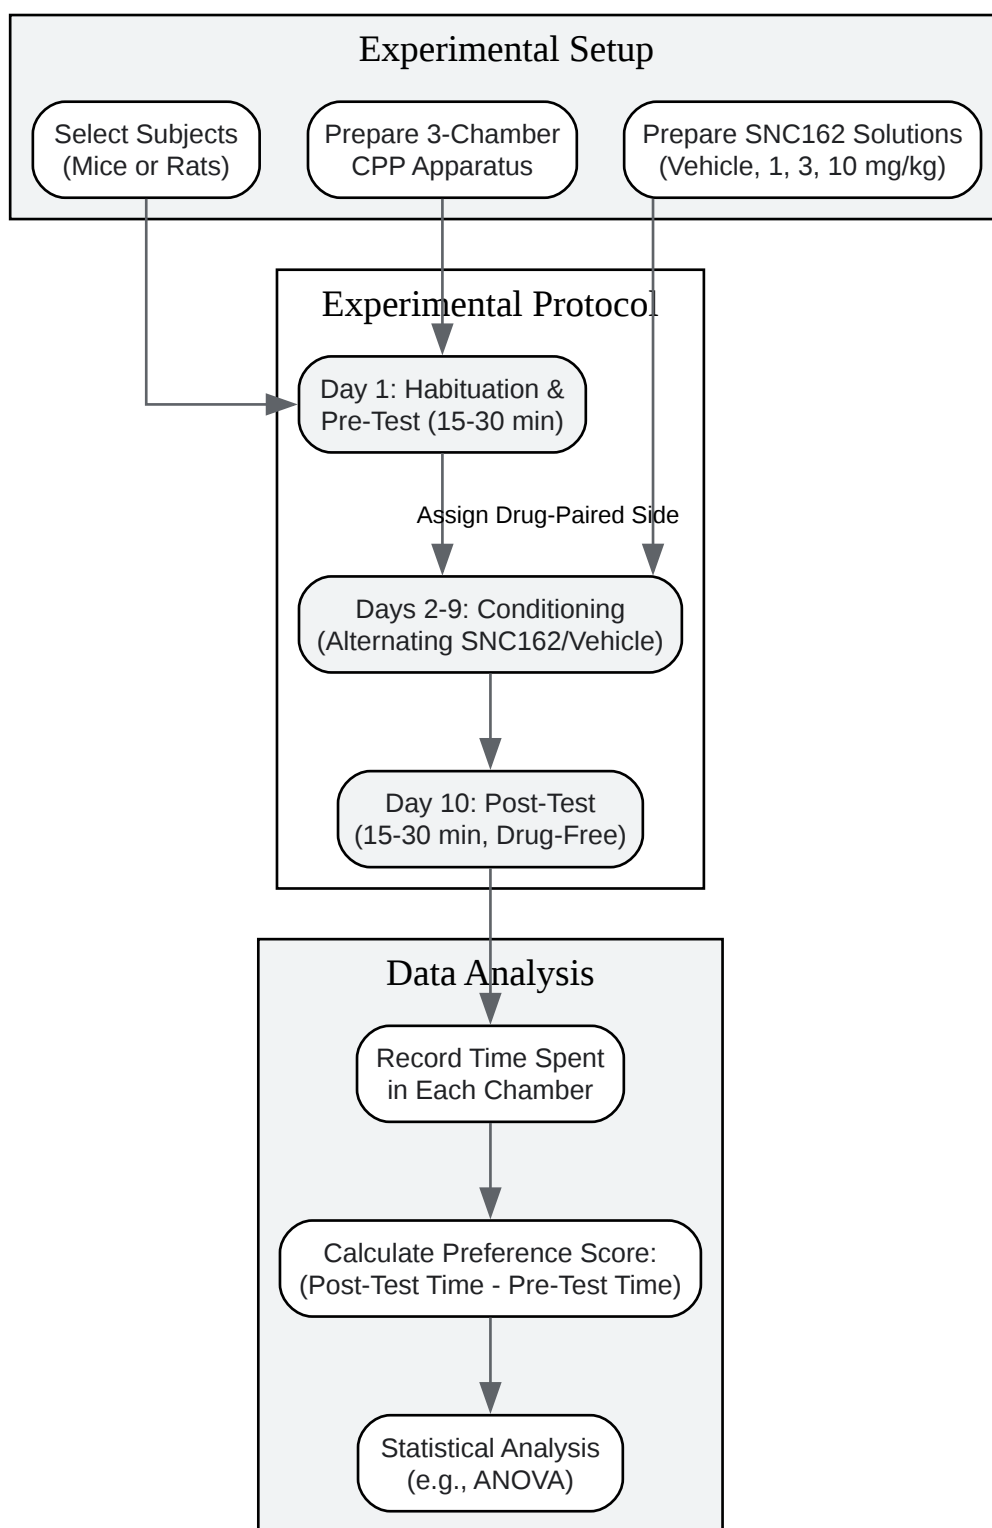 Experimental Setup
Select Subjects
(Mice or Rats)
Prepare 3-Chamber
CPP Apparatus
Prepare SNC162 Solutions
(Vehicle, 1, 3, 10 mg/kg)
Experimental Protocol
Day 1: Habituation &
Pre-Test (15-30 min)
Assign Drug-Paired Side
Days 2-9: Conditioning
(Alternating SNC162/Vehicle)
Day 10: Post-Test
(15-30 min, Drug-Free)
Data Analysis
Record Time Spent
in Each Chamber
Calculate Preference Score:
(Post-Test Time - Pre-Test Time)
Statistical Analysis
(e.g., ANOVA)